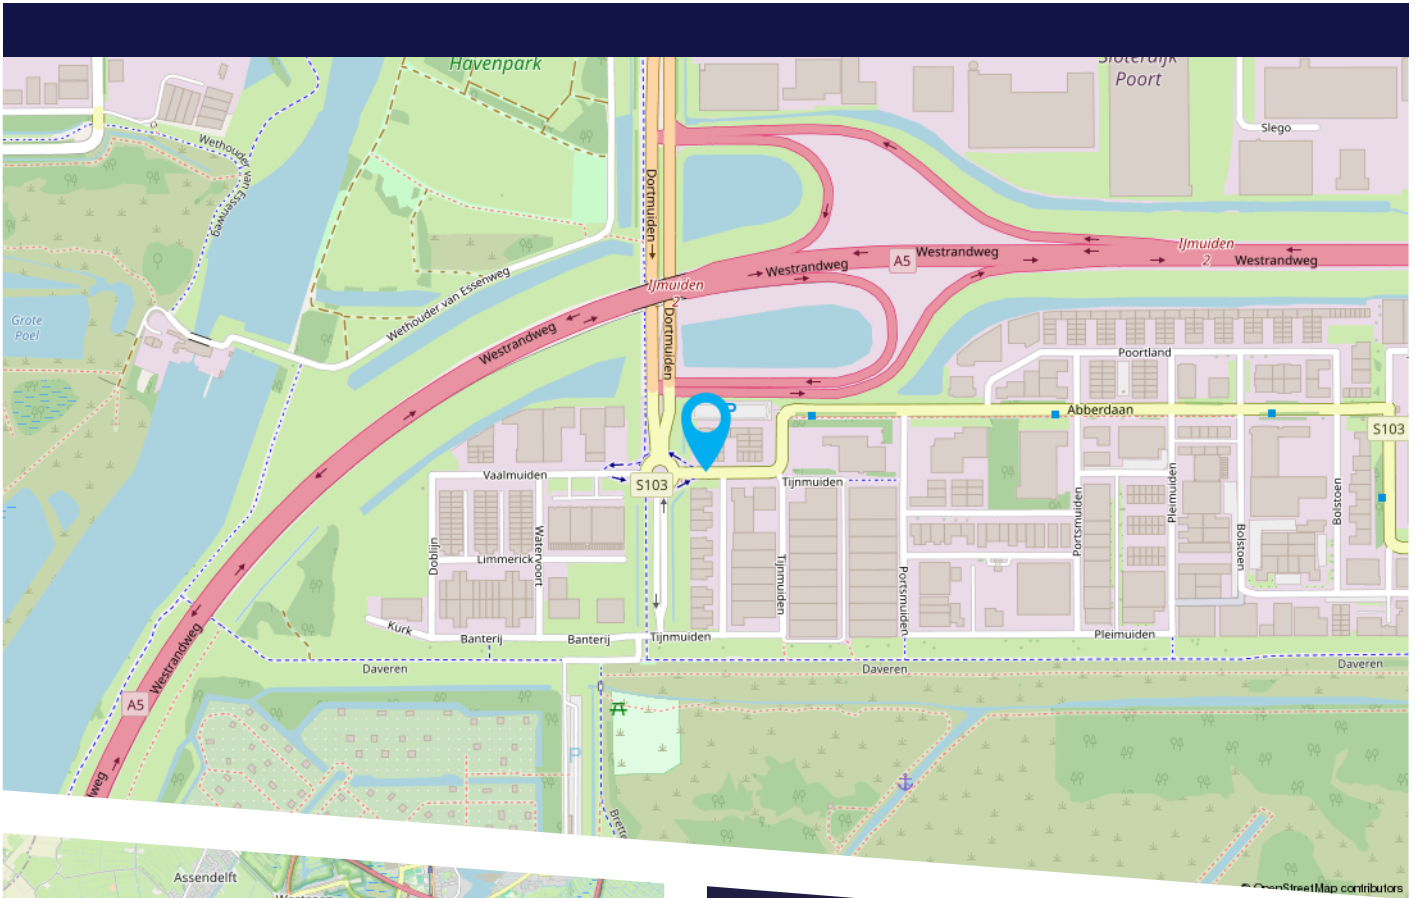 Havenpark
Sloterdijk
Poort
Slego
Wethouder van Essenweg
Dortmuiden
IJmuiden
2
Westrandweg
A5
Westrandweg
Westrandweg
IJmuiden
2
Wethouder van Essenweg
Grote
Poel
Dortmuiden
Westrandweg
Poortland
Abberdaan
S103
Vaalmuiden
S103
Tijnmuiden
Pleimuiden
Bolstoen
Portsmuiden
Bolstoen
Doblijn
Watervoort
Limmerick
Tijnmuiden
Portsmuiden
Kurk
Banterij
Banterij
Tijnmuiden
Pleimuiden
Westrandweg
Daveren
Daveren
Daveren
A5
P
Assendelft
© OpenStreetMap contributors